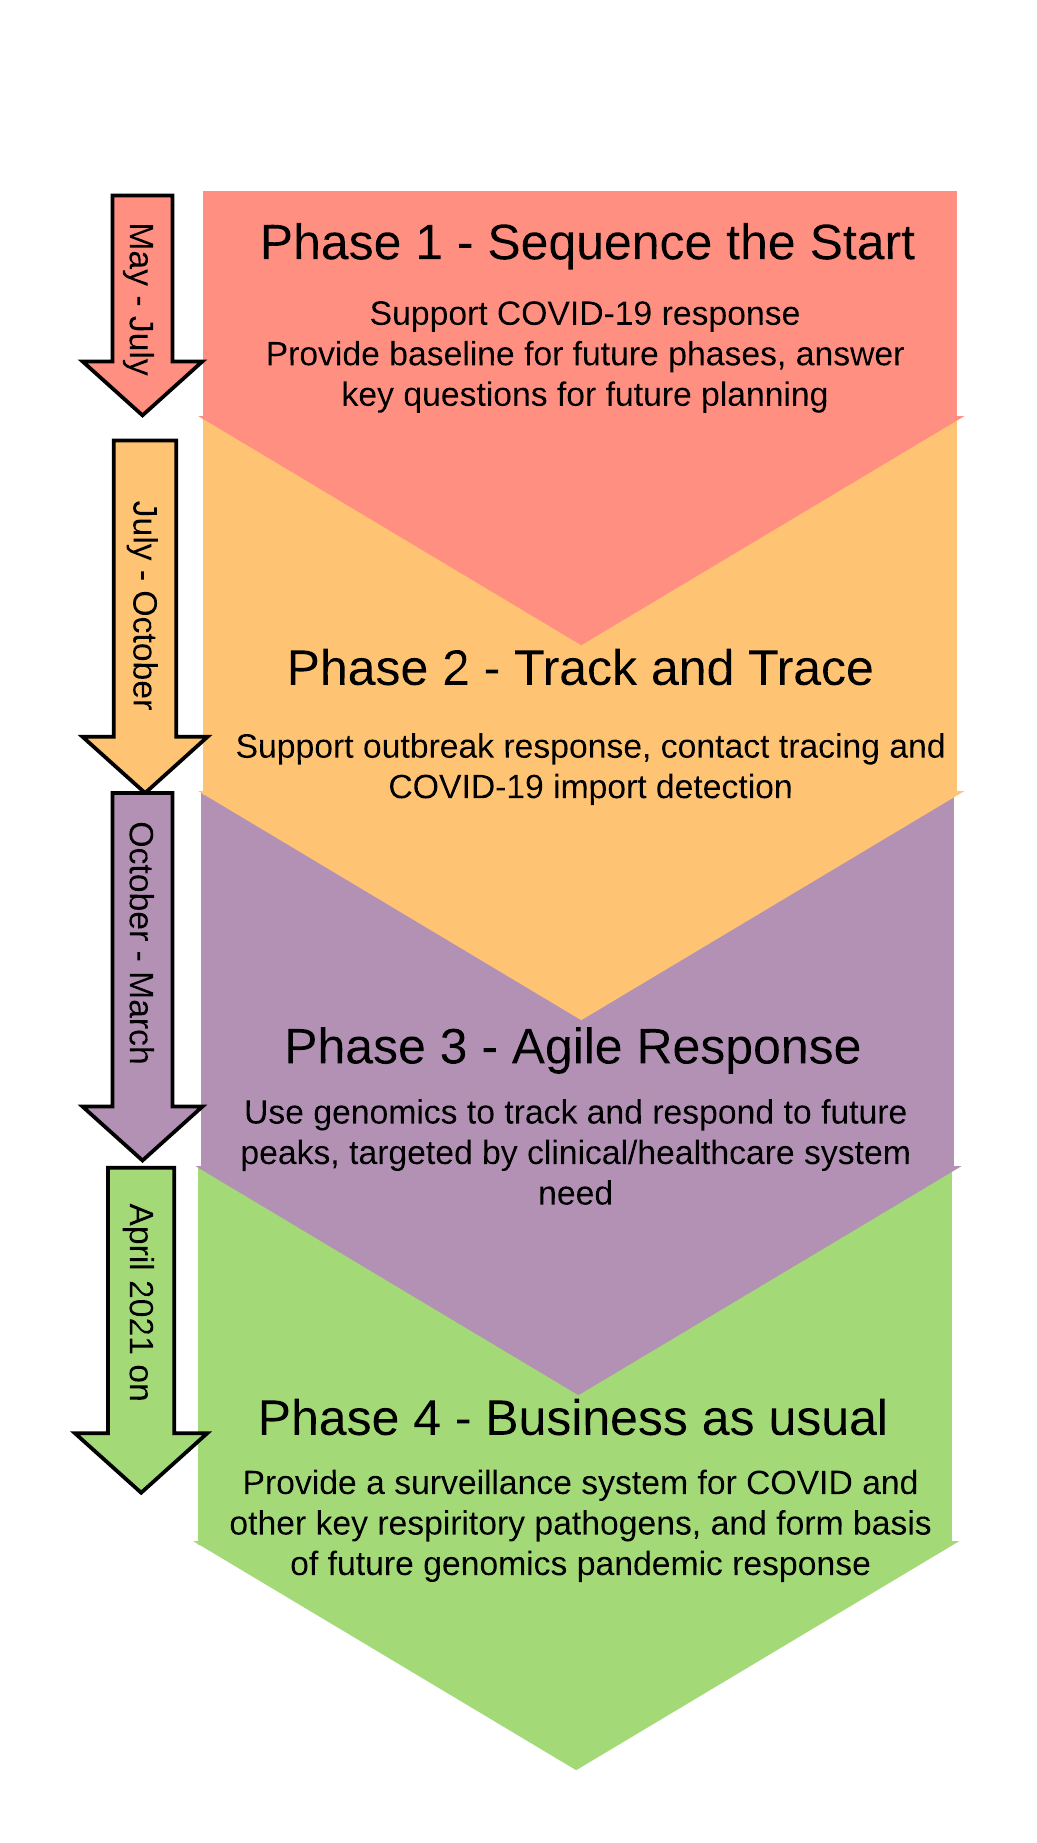 May - July
Phase 1 - Sequence the Start
Support COVID-19 response
Provide baseline for future phases, answer
key questions for future planning
July - October
Phase 2 - Track and Trace
Support outbreak response, contact tracing and
COVID-19 import detection
October - March
Phase 3 - Agile Response
Use genomics to track and respond to future
peaks, targeted by clinical/healthcare system
need
April 2021 on
Phase 4 - Business as usual
Provide a surveillance system for COVID and
other key respiritory pathogens, and form basis
of future genomics pandemic response